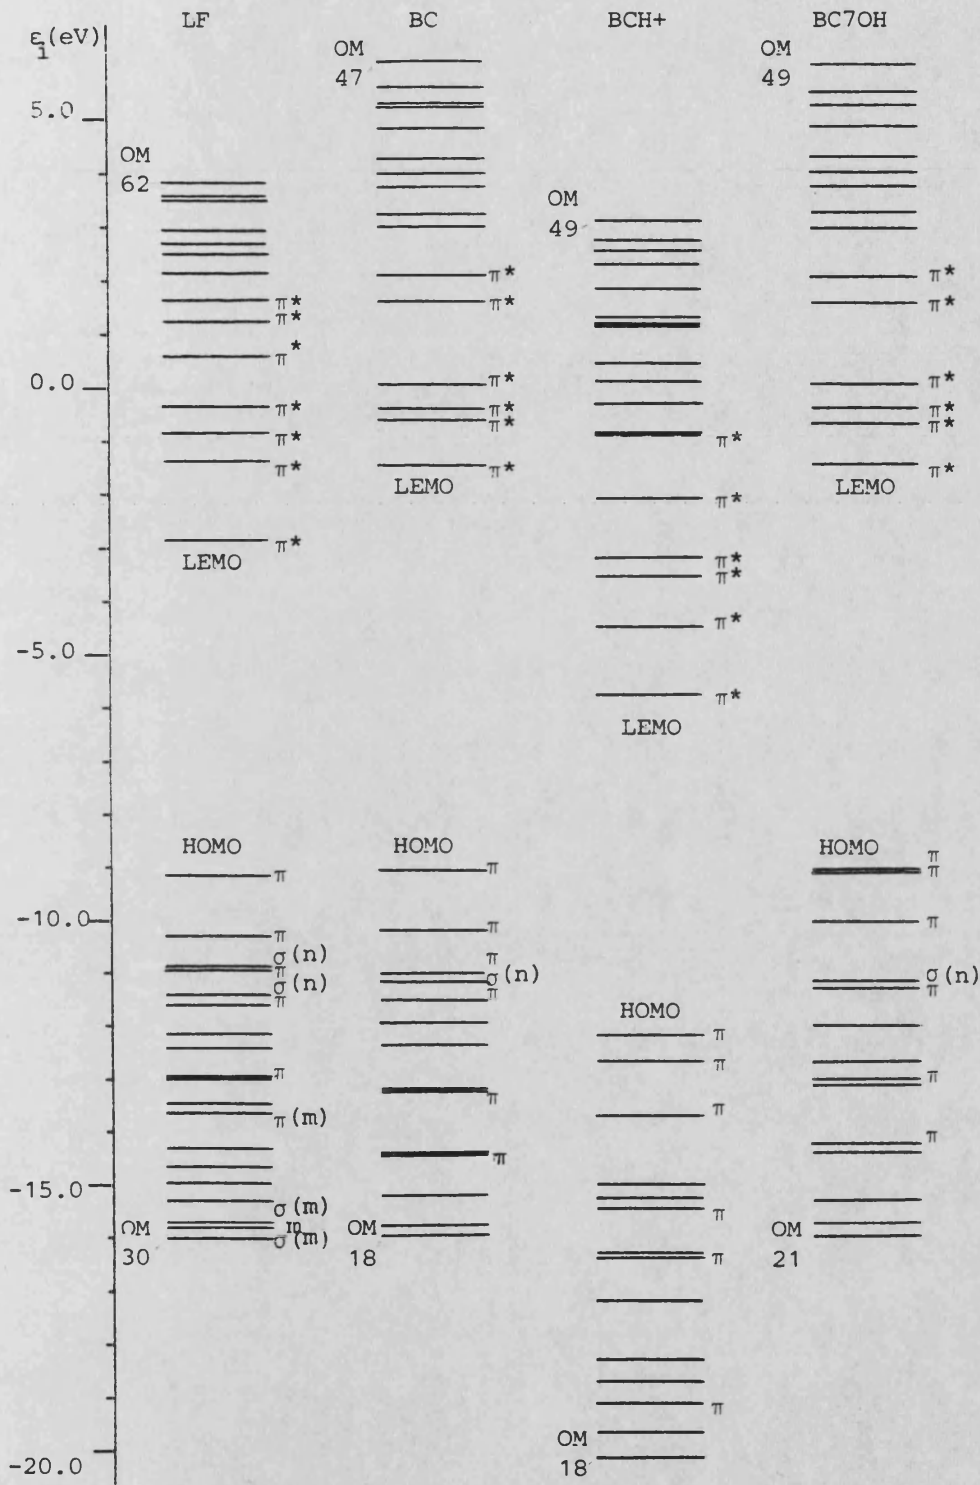 LF BC BCH+ BC7OH
εi(eV)
OM
47
OM
49
5.0
OM
62
OM
49
π* π* π*
π* π* π*
π*
π*
0.0
π* π*
π* π* π*
π* π* π*
π*
π*
LEMO LEMO
π*
π*
LEMO
π*
π*
π*
-5.0
π*
LEMO
HOMO HOMO HOMO
π
π π π
-10.0
π π π
σ(n) π
π σ(n) σ(n)
σ(n) π π
π
HOMO
π
π
π π π
π
π(m)
π
π
-15.0
σ(m) π
m
σ(m)
OM OM OM
30 18 21
π
π
OM
18
-20.0